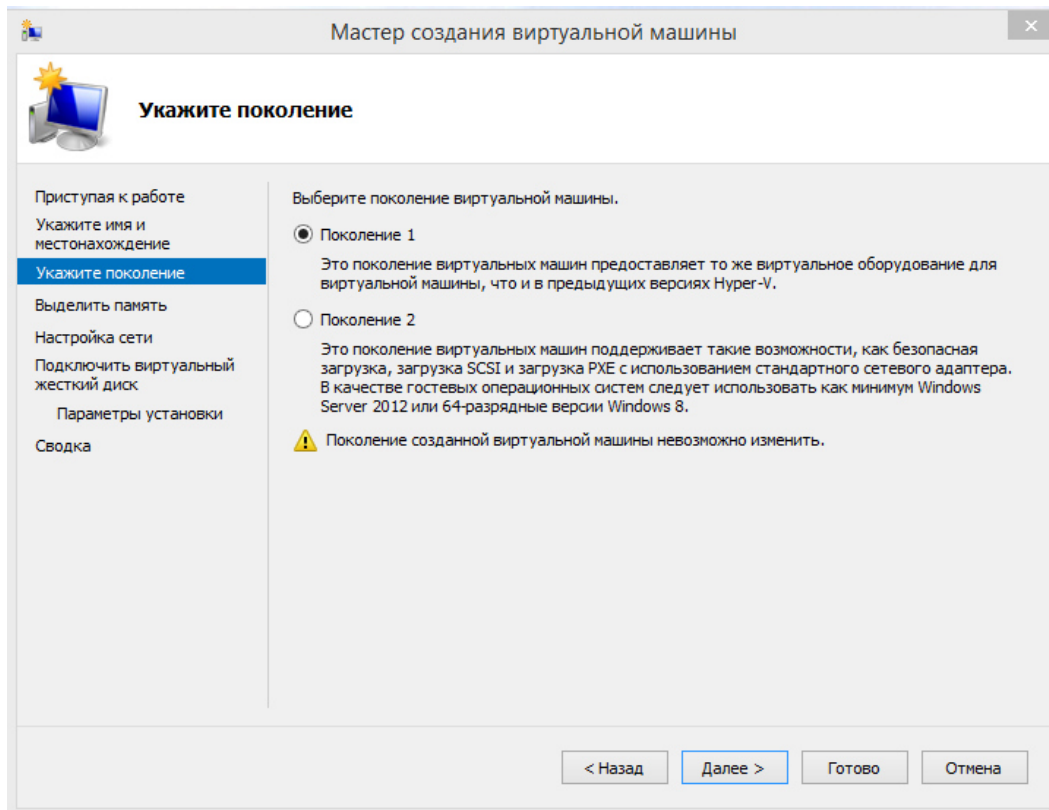 Мастер создания виртуальной машины
Укажите поколение
Приступая к работе
Укажите имя и
местонахождение
Укажите поколение
Выделить память
Настройка сети
Подключить виртуальный
жесткий диск
Параметры установки
Сводка
Выберите поколение виртуальной машины.
Поколение 1
Это поколение виртуальных машин предоставляет то же виртуальное оборудование для
виртуальной машины, что и в предыдущих версиях Hyper-V.
Поколение 2
Это поколение виртуальных машин поддерживает такие возможности, как безопасная
загрузка, загрузка SCSI и загрузка PXE с использованием стандартного сетевого адаптера.
В качестве гостевых операционных систем следует использовать как минимум Windows
Server 2012 или 64-разрядные версии Windows 8.
Поколение созданной виртуальной машины невозможно изменить.
< Назад
Далее >
Готово
Отмена